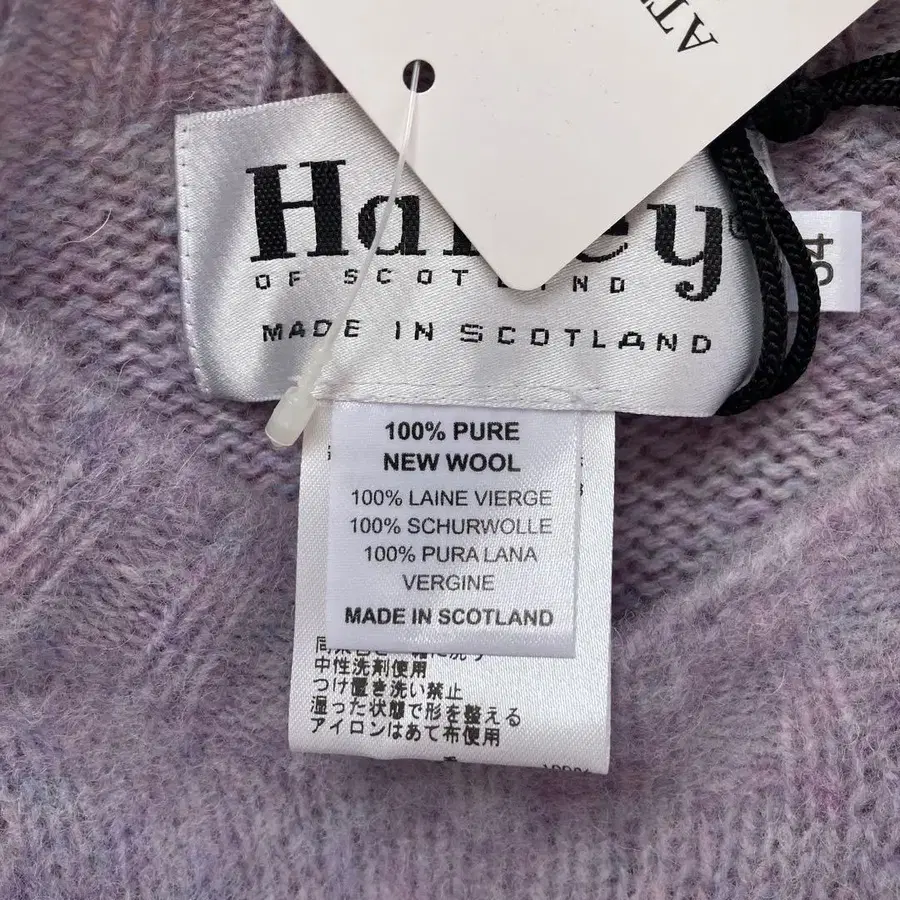 AT
OF SCOT
MADE IN SCOTLAND
100% PURE
NEW WOOL
100% LAINE VIERGE
100% SCHURWOLLE
100% PURA LANA
VERGINE
MADE IN SCOTLAND
中性洗剤使用
つけ置き洗い禁止
湿った状態で形を整える
アイロンはあて布使用